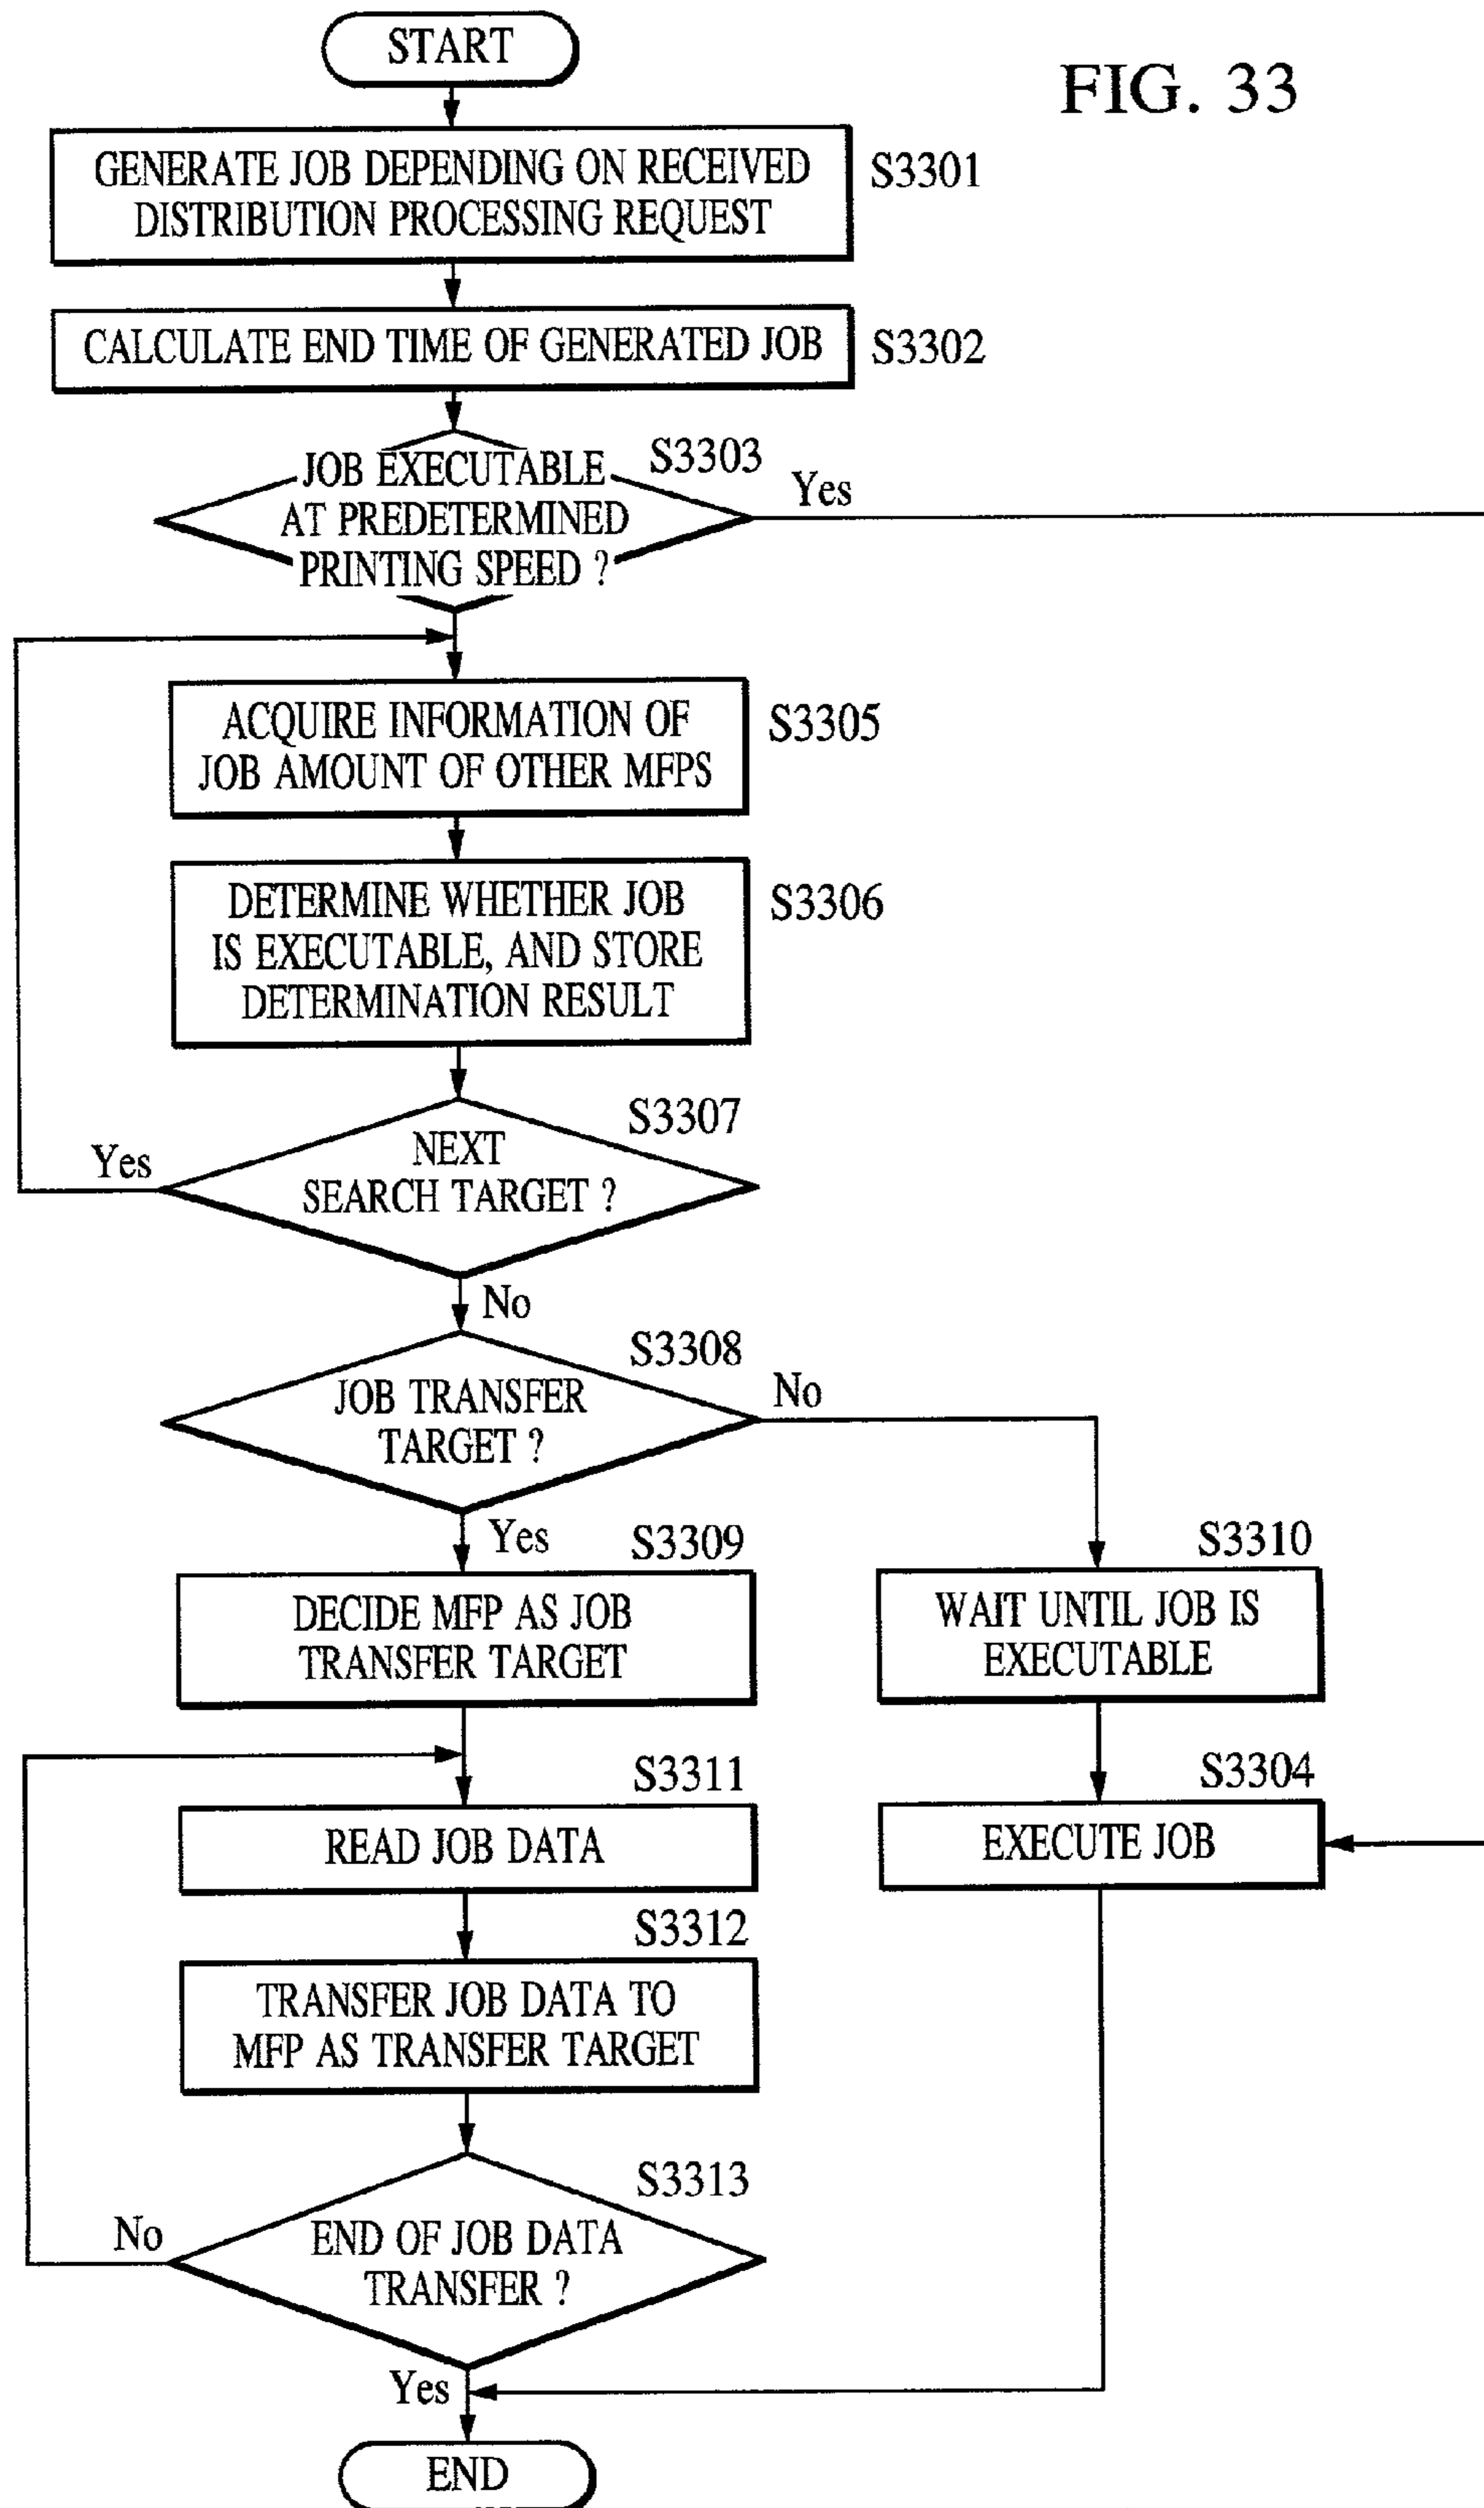 START
FIG. 33
GENERATE JOB DEPENDING ON RECEIVED
DISTRIBUTION PROCESSING REQUEST
S3301
CALCULATE END TIME OF GENERATED JOB
S3302
JOB EXECUTABLE
AT PREDETERMINED
PRINTING SPEED ?
S3303
Yes
ACQUIRE INFORMATION OF
JOB AMOUNT OF OTHER MFPS
S3305
DETERMINE WHETHER JOB
IS EXECUTABLE, AND STORE
DETERMINATION RESULT
S3306
NEXT
SEARCH TARGET ?
S3307
Yes
No
JOB TRANSFER
TARGET ?
S3308
No
Yes
S3309
DECIDE MFP AS JOB
TRANSFER TARGET
S3310
WAIT UNTIL JOB IS
EXECUTABLE
S3311
READ JOB DATA
S3304
EXECUTE JOB
S3312
TRANSFER JOB DATA TO
MFP AS TRANSFER TARGET
S3313
END OF JOB DATA
TRANSFER ?
No
Yes
END